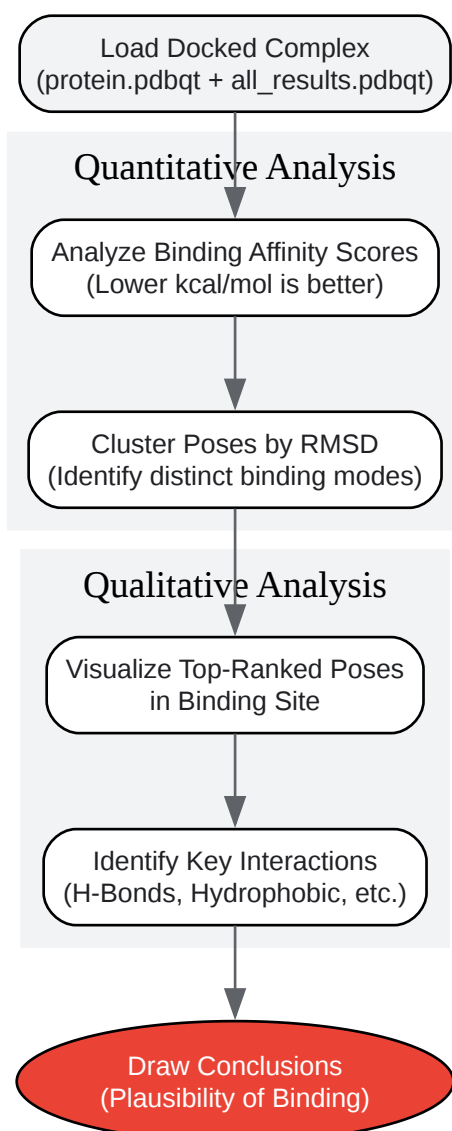 Load Docked Complex
(protein.pdbqt + all_results.pdbqt)
Quantitative Analysis
Analyze Binding Affinity Scores
(Lower kcal/mol is better)
Cluster Poses by RMSD
(Identify distinct binding modes)
Qualitative Analysis
Visualize Top-Ranked Poses
in Binding Site
Identify Key Interactions
(H-Bonds, Hydrophobic, etc.)
Draw Conclusions
(Plausibility of Binding)